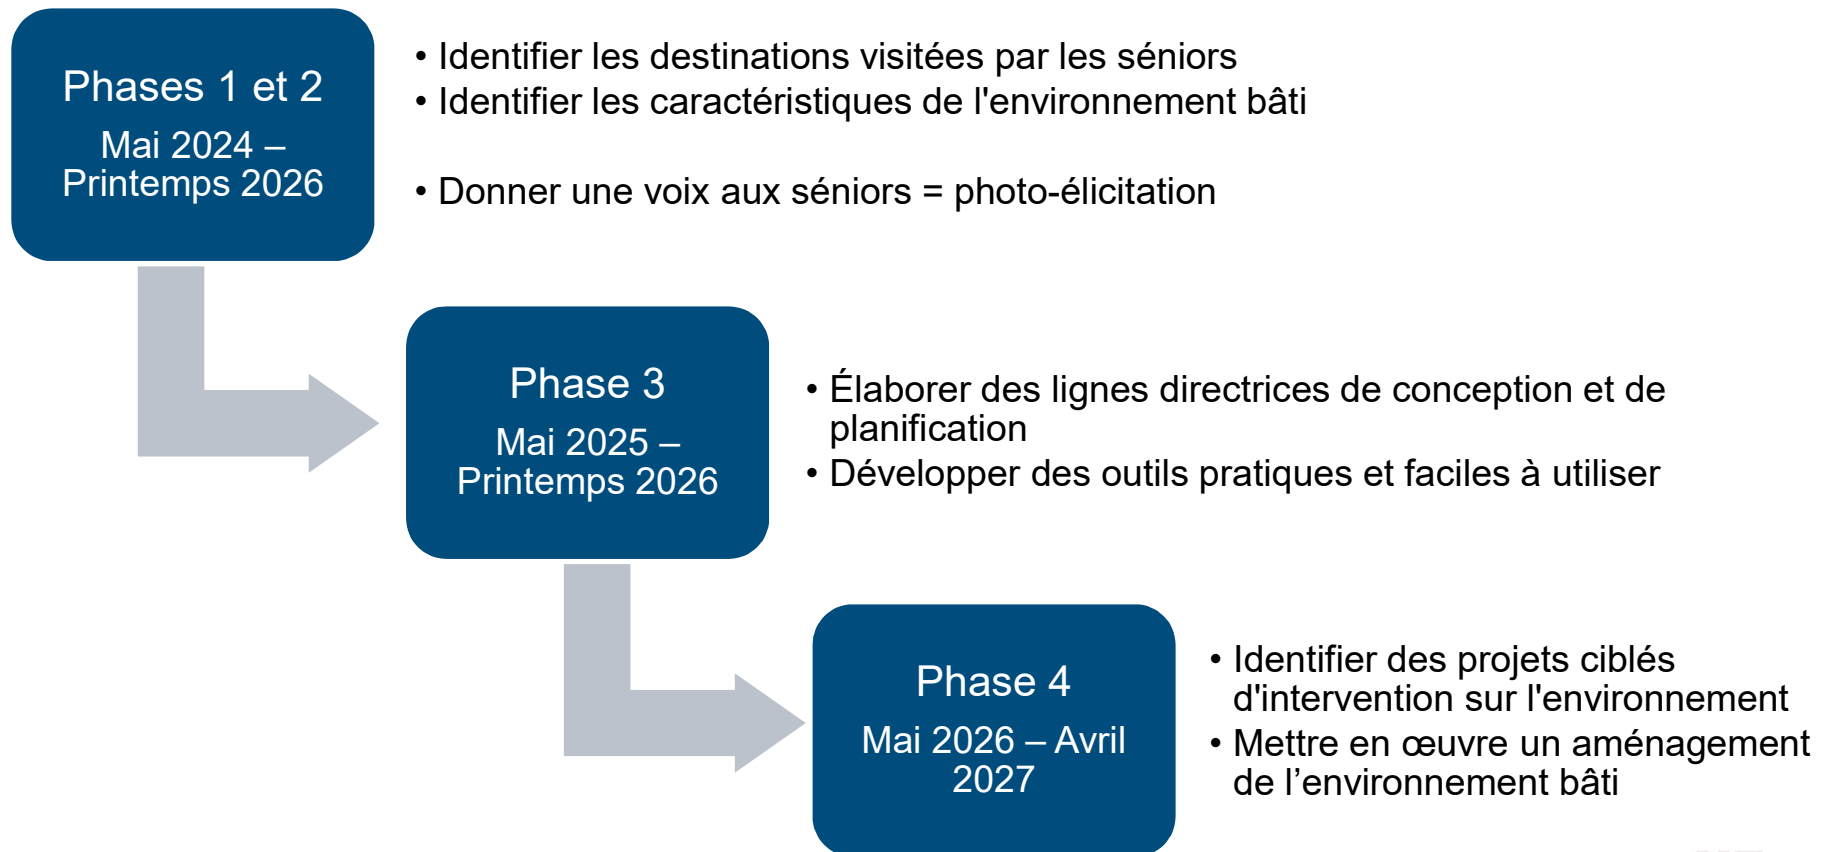 Phases 1 et 2
Mai 2024 –
Printemps 2026
• Identifier les destinations visitées par les séniors
• Identifier les caractéristiques de l'environnement bâti
• Donner une voix aux séniors = photo-élicitation
Phase 3
Mai 2025 –
Printemps 2026
• Élaborer des lignes directrices de conception et de
planification
• Développer des outils pratiques et faciles à utiliser
Phase 4
Mai 2026 – Avril
2027
• Identifier des projets ciblés
d'intervention sur l'environnement
• Mettre en œuvre un aménagement
de l’environnement bâti